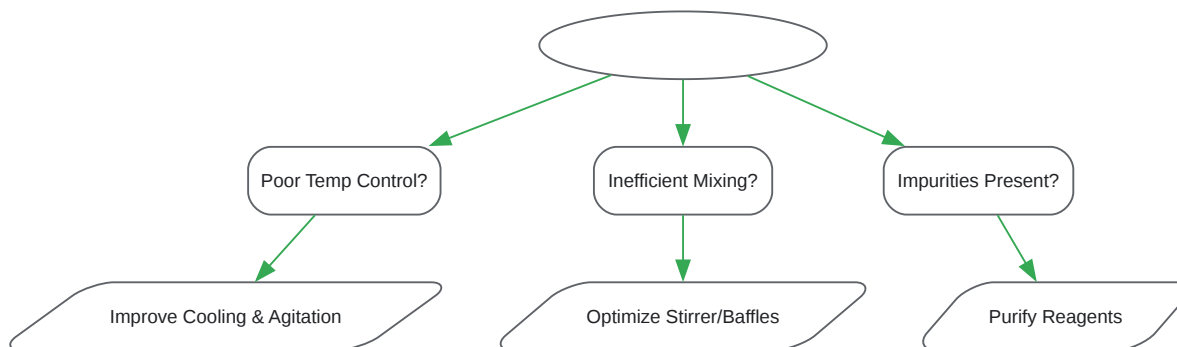 Poor Temp Control?
Inefficient Mixing?
Impurities Present?
Improve Cooling & Agitation
Optimize Stirrer/Baffles
Purify Reagents